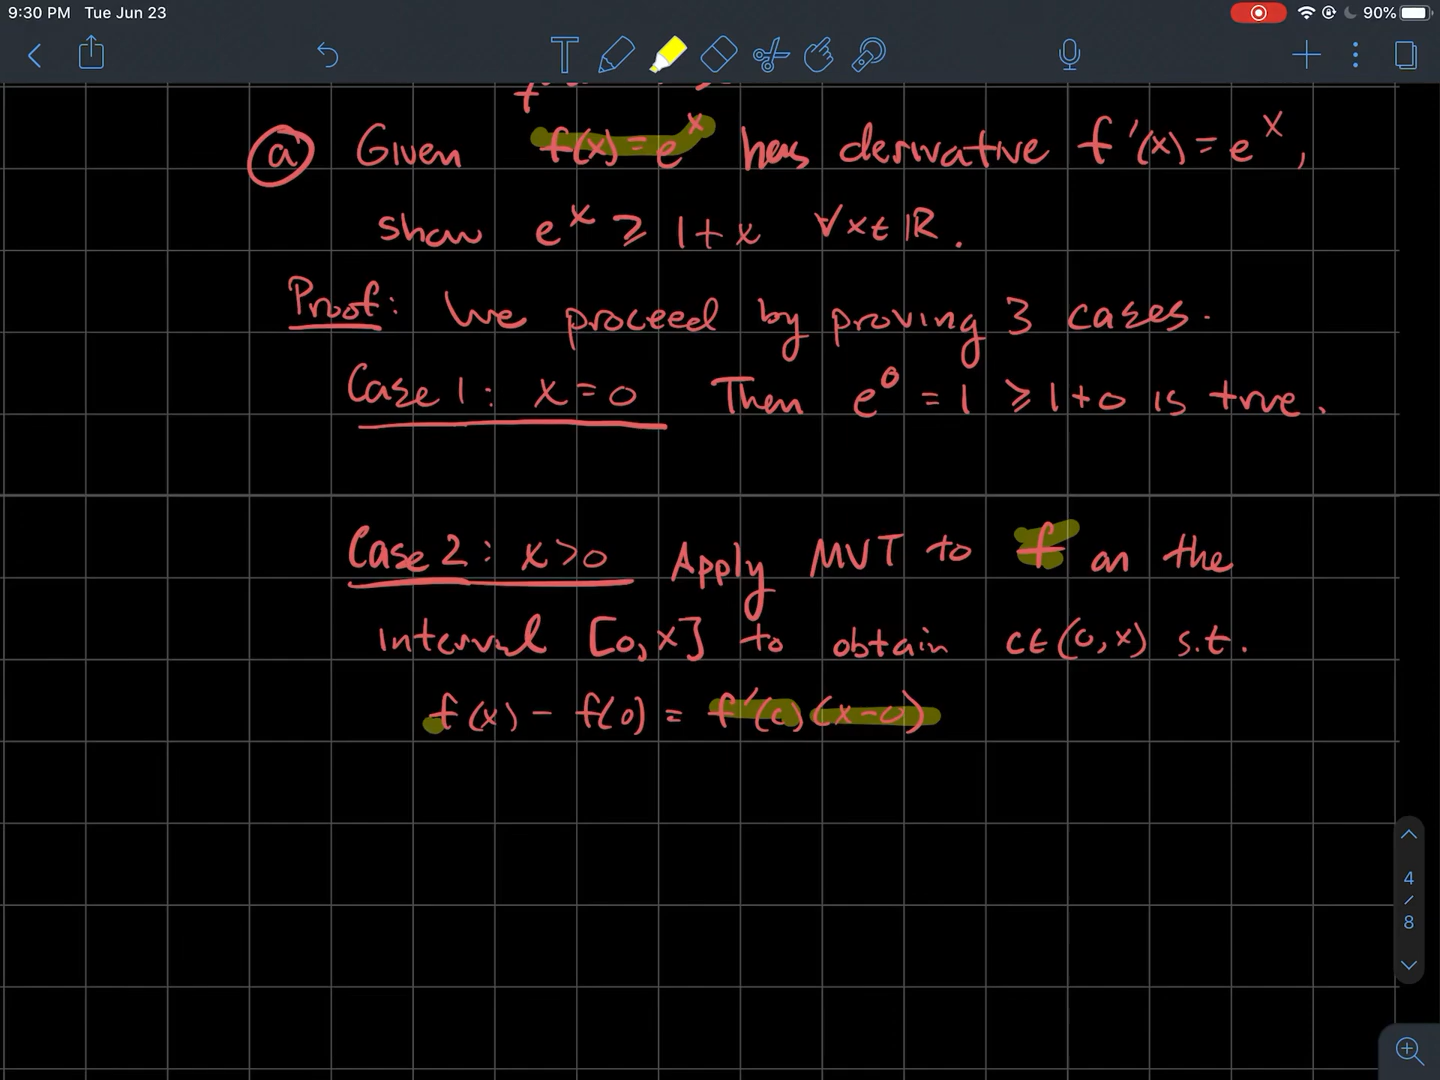 9:30 PM Tue Jun 23 90%
(a) Given f(x) = e^x has derivative f'(x) = e^x,
show e^x ≥ 1 + x ∀x∈ℝ.
Proof: We proceed by proving 3 cases.
Case 1: x = 0 Then e^0 = 1 ≥ 1+0 is true.
Case 2: x > 0 Apply MVT to f on the
interval [0, x] to obtain c∈(0, x) s.t.
f(x) - f(0) = f'(c)(x-0)
4
/
8